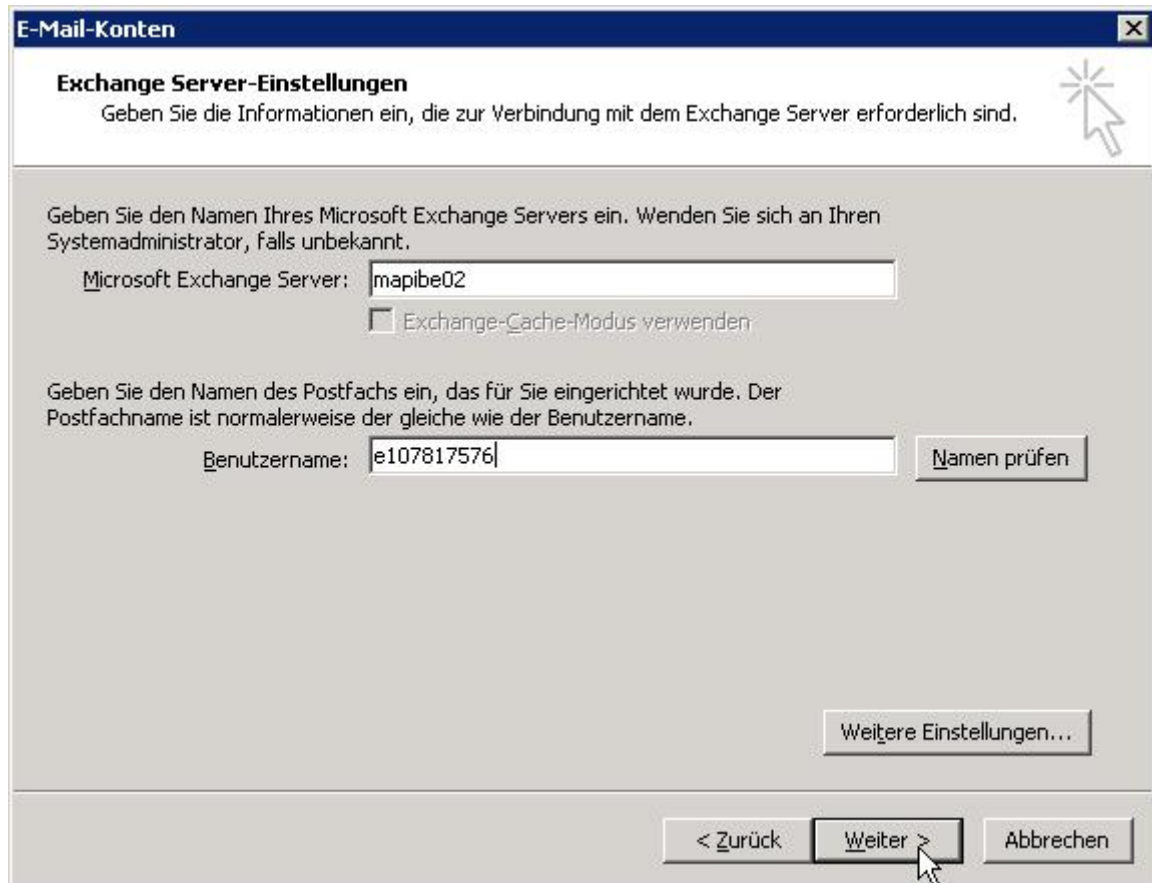 E-Mail-Konten
Exchange Server-Einstellungen
Geben Sie die Informationen ein, die zur Verbindung mit dem Exchange Server erforderlich sind.
Geben Sie den Namen Ihres Microsoft Exchange Servers ein. Wenden Sie sich an Ihren
Systemadministrator, falls unbekannt.
Microsoft Exchange Server: mapibe02
Exchange-Cache-Modus verwenden
Geben Sie den Namen des Postfachs ein, das für Sie eingerichtet wurde. Der
Postfachname ist normalerweise der gleiche wie der Benutzername.
Benutzername: e107817576 Namen prüfen
Weitere Einstellungen...
< Zurück Weiter > Abbrechen